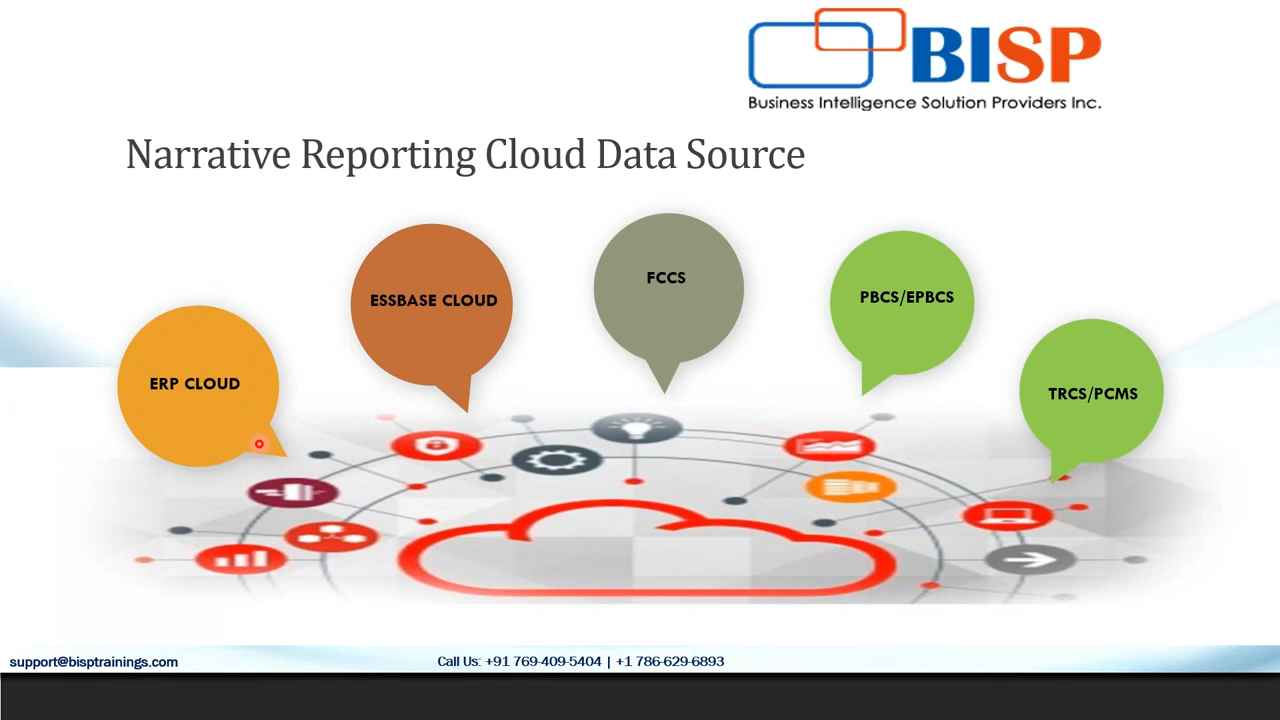 BISP
Business Intelligence Solution Providers Inc.
Narrative Reporting Cloud Data Source
ERP CLOUD
ESSBASE CLOUD
FCCS
PBCS/EPBCS
TRCS/PCMS
support@bisptrainings.com
Call Us: +91 769-409-5404 | +1 786-629-6893